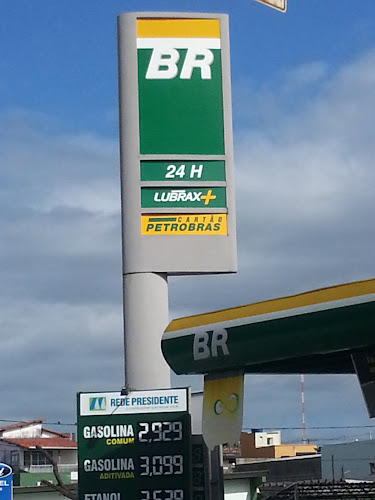 BR
24 H
LUBRAX+
CARTÃO
PETROBRAS
BR
REDE PRESIDENTE
GASOLINA 2,929
COMUM
GASOLINA 3,099
ADITIVADA
ETANOL